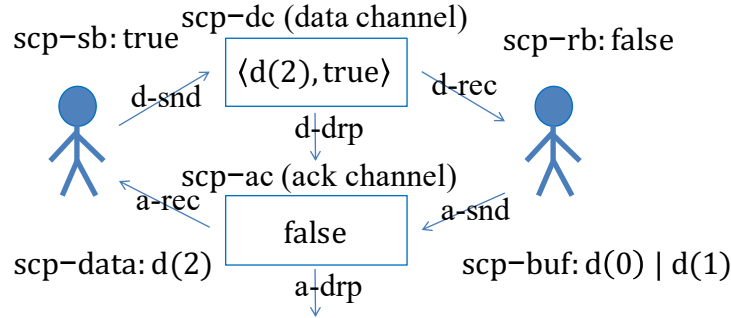 scp−dc (data channel)
scp−sb: true
scp−rb: false
⟨d(2), true⟩
d-snd
d-rec
d-drp
scp−ac (ack channel)
a-rec
a-snd
false
scp−data: d(2)
scp−buf: d(0) | d(1)
a-drp